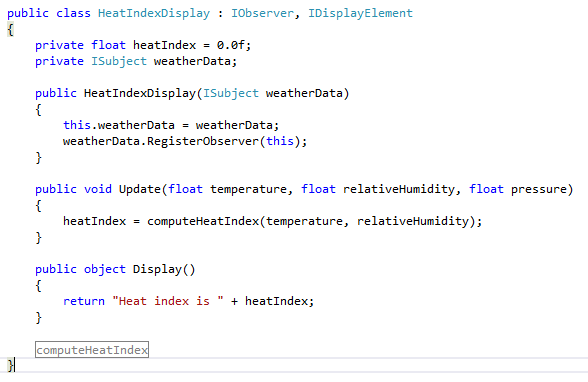 public class HeatIndexDisplay : IObserver, IDisplayElement
{
private float heatIndex = 0.0f;
private ISubject weatherData;
public HeatIndexDisplay(ISubject weatherData)
{
this.weatherData = weatherData;
weatherData.RegisterObserver(this);
}
public void Update(float temperature, float relativeHumidity, float pressure)
{
heatIndex = computeHeatIndex(temperature, relativeHumidity);
}
public object Display()
{
return "Heat index is " + heatIndex;
}
computeHeatIndex
}